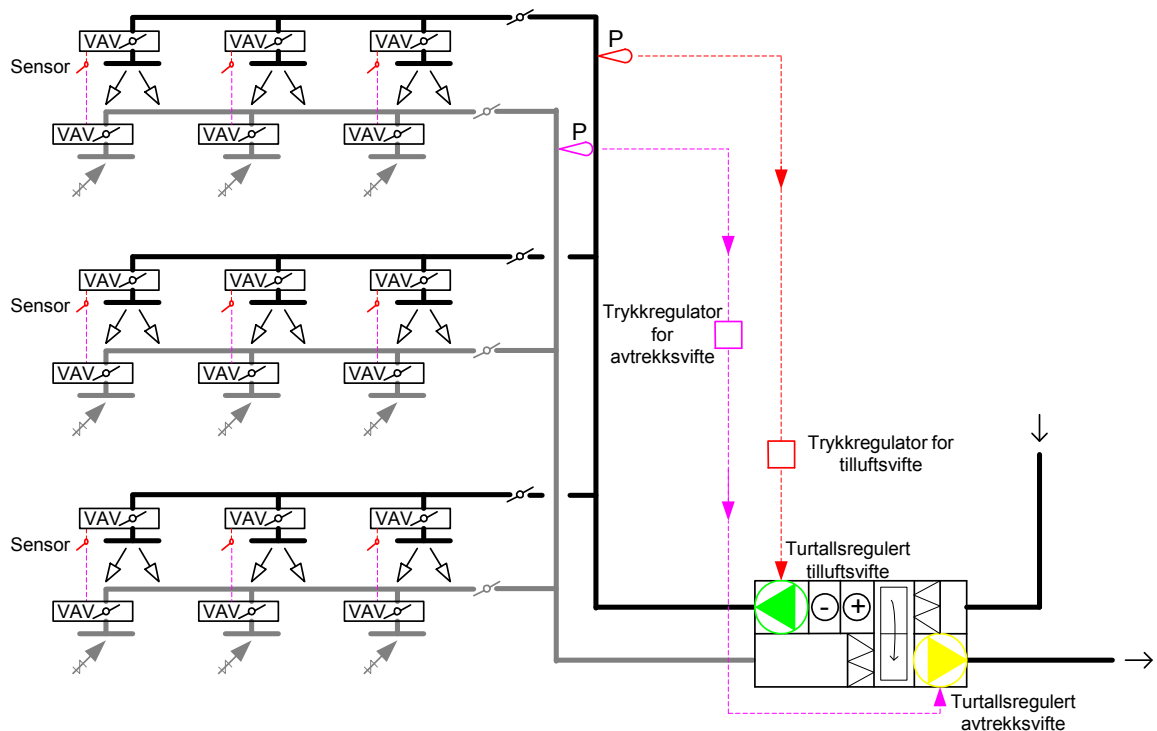 P
VAV VAV VAV
Sensor
P
VAV VAV VAV
VAV VAV VAV
Sensor
Trykkregulator
for
avtrekksvifte
VAV VAV VAV
Trykkregulator for
tilluftsvifte
VAV VAV VAV
Sensor
Turtallsregulert
tilluftsvifte
- +
VAV VAV VAV
Turtallsregulert
avtrekksvifte